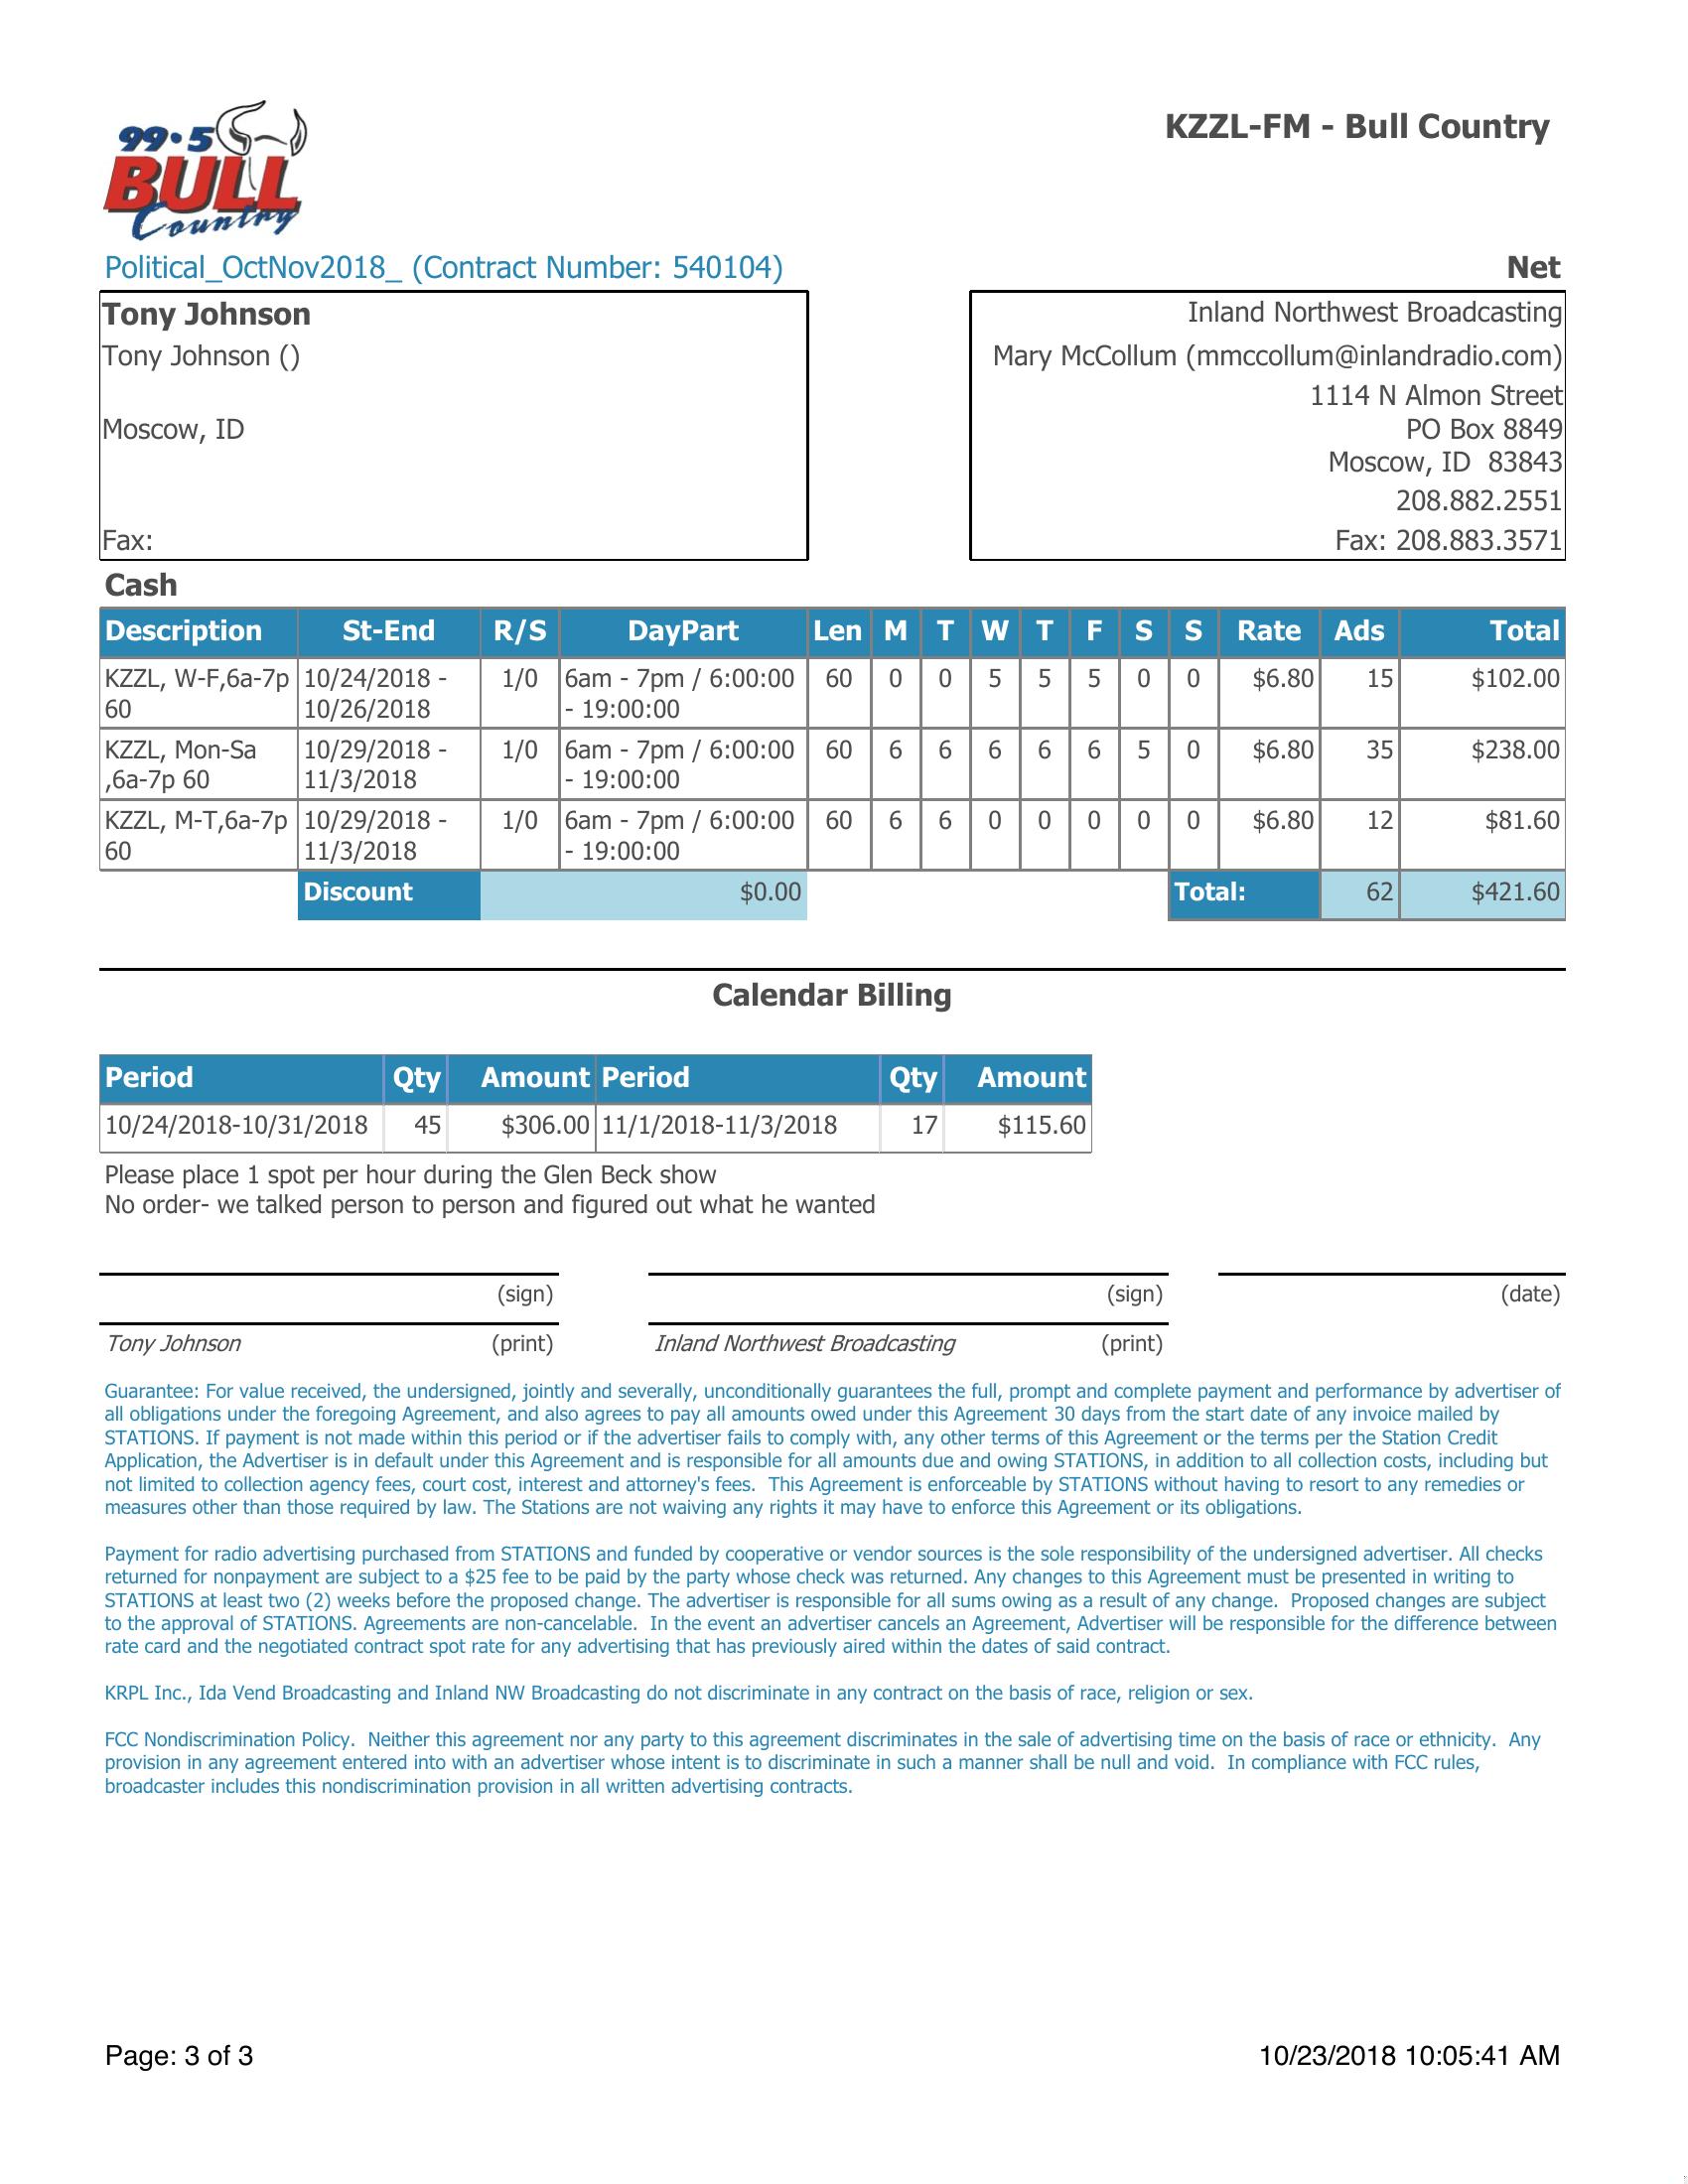 99.5
BULL
Country
KZZL-FM - Bull Country
Political_OctNov2018_ (Contract Number: 540104)
Net
Tony Johnson
Tony Johnson ()
Moscow, ID
Fax:
Inland Northwest Broadcasting
Mary McCollum (mmccollum@inlandradio.com)
1114 N Almon Street
PO Box 8849
Moscow, ID  83843
208.882.2551
Fax: 208.883.3571
Cash
Description St-End R/S DayPart Len M T W T F S S Rate Ads Total
KZZL, W-F,6a-7p 10/24/2018 - 1/0 6am - 7pm / 6:00:00 60 0 0 5 5 5 0 0 $6.80 15 $102.00
60 10/26/2018 - 19:00:00
KZZL, Mon-Sa 10/29/2018 - 1/0 6am - 7pm / 6:00:00 60 6 6 6 6 6 5 0 $6.80 35 $238.00
,6a-7p 60 11/3/2018 - 19:00:00
KZZL, M-T,6a-7p 10/29/2018 - 1/0 6am - 7pm / 6:00:00 60 6 6 0 0 0 0 0 $6.80 12 $81.60
60 11/3/2018 - 19:00:00
Discount $0.00 Total: 62 $421.60
Calendar Billing
Period Qty Amount Period Qty Amount
10/24/2018-10/31/2018 45 $306.00 11/1/2018-11/3/2018 17 $115.60
Please place 1 spot per hour during the Glen Beck show
No order- we talked person to person and figured out what he wanted
(sign) (sign) (date)
Tony Johnson (print) Inland Northwest Broadcasting (print)
Guarantee: For value received, the undersigned, jointly and severally, unconditionally guarantees the full, prompt and complete payment and performance by advertiser of
all obligations under the foregoing Agreement, and also agrees to pay all amounts owed under this Agreement 30 days from the start date of any invoice mailed by
STATIONS. If payment is not made within this period or if the advertiser fails to comply with, any other terms of this Agreement or the terms per the Station Credit
Application, the Advertiser is in default under this Agreement and is responsible for all amounts due and owing STATIONS, in addition to all collection costs, including but
not limited to collection agency fees, court cost, interest and attorney's fees.  This Agreement is enforceable by STATIONS without having to resort to any remedies or
measures other than those required by law. The Stations are not waiving any rights it may have to enforce this Agreement or its obligations.
Payment for radio advertising purchased from STATIONS and funded by cooperative or vendor sources is the sole responsibility of the undersigned advertiser. All checks
returned for nonpayment are subject to a $25 fee to be paid by the party whose check was returned. Any changes to this Agreement must be presented in writing to
STATIONS at least two (2) weeks before the proposed change. The advertiser is responsible for all sums owing as a result of any change.  Proposed changes are subject
to the approval of STATIONS. Agreements are non-cancelable.  In the event an advertiser cancels an Agreement, Advertiser will be responsible for the difference between
rate card and the negotiated contract spot rate for any advertising that has previously aired within the dates of said contract.
KRPL Inc., Ida Vend Broadcasting and Inland NW Broadcasting do not discriminate in any contract on the basis of race, religion or sex.
FCC Nondiscrimination Policy.  Neither this agreement nor any party to this agreement discriminates in the sale of advertising time on the basis of race or ethnicity.  Any
provision in any agreement entered into with an advertiser whose intent is to discriminate in such a manner shall be null and void.  In compliance with FCC rules,
broadcaster includes this nondiscrimination provision in all written advertising contracts.
Page: 3 of 3
10/23/2018 10:05:41 AM